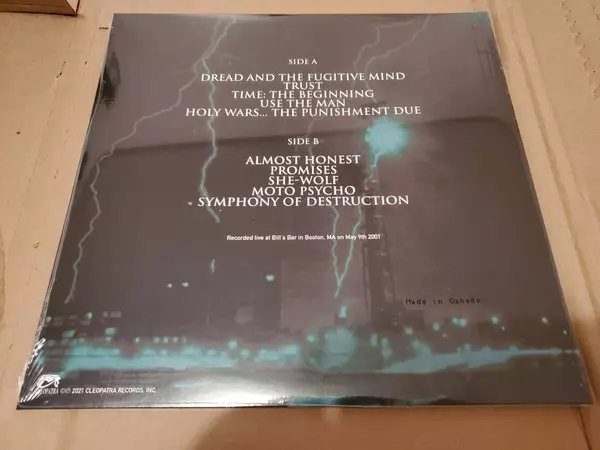 SIDE A
DREAD AND THE FUGITIVE MIND
TRUST
TIME: THE BEGINNING
USE THE MAN
HOLY WARS... THE PUNISHMENT DUE
SIDE B
ALMOST HONEST
PROMISES
SHE-WOLF
MOTO PSYCHO
SYMPHONY OF DESTRUCTION
Recorded live at Bill's Bar in Boston, MA on May 9th 2001
Made in Canada
CLEOPATRA ©℗ 2021 CLEOPATRA RECORDS, INC.